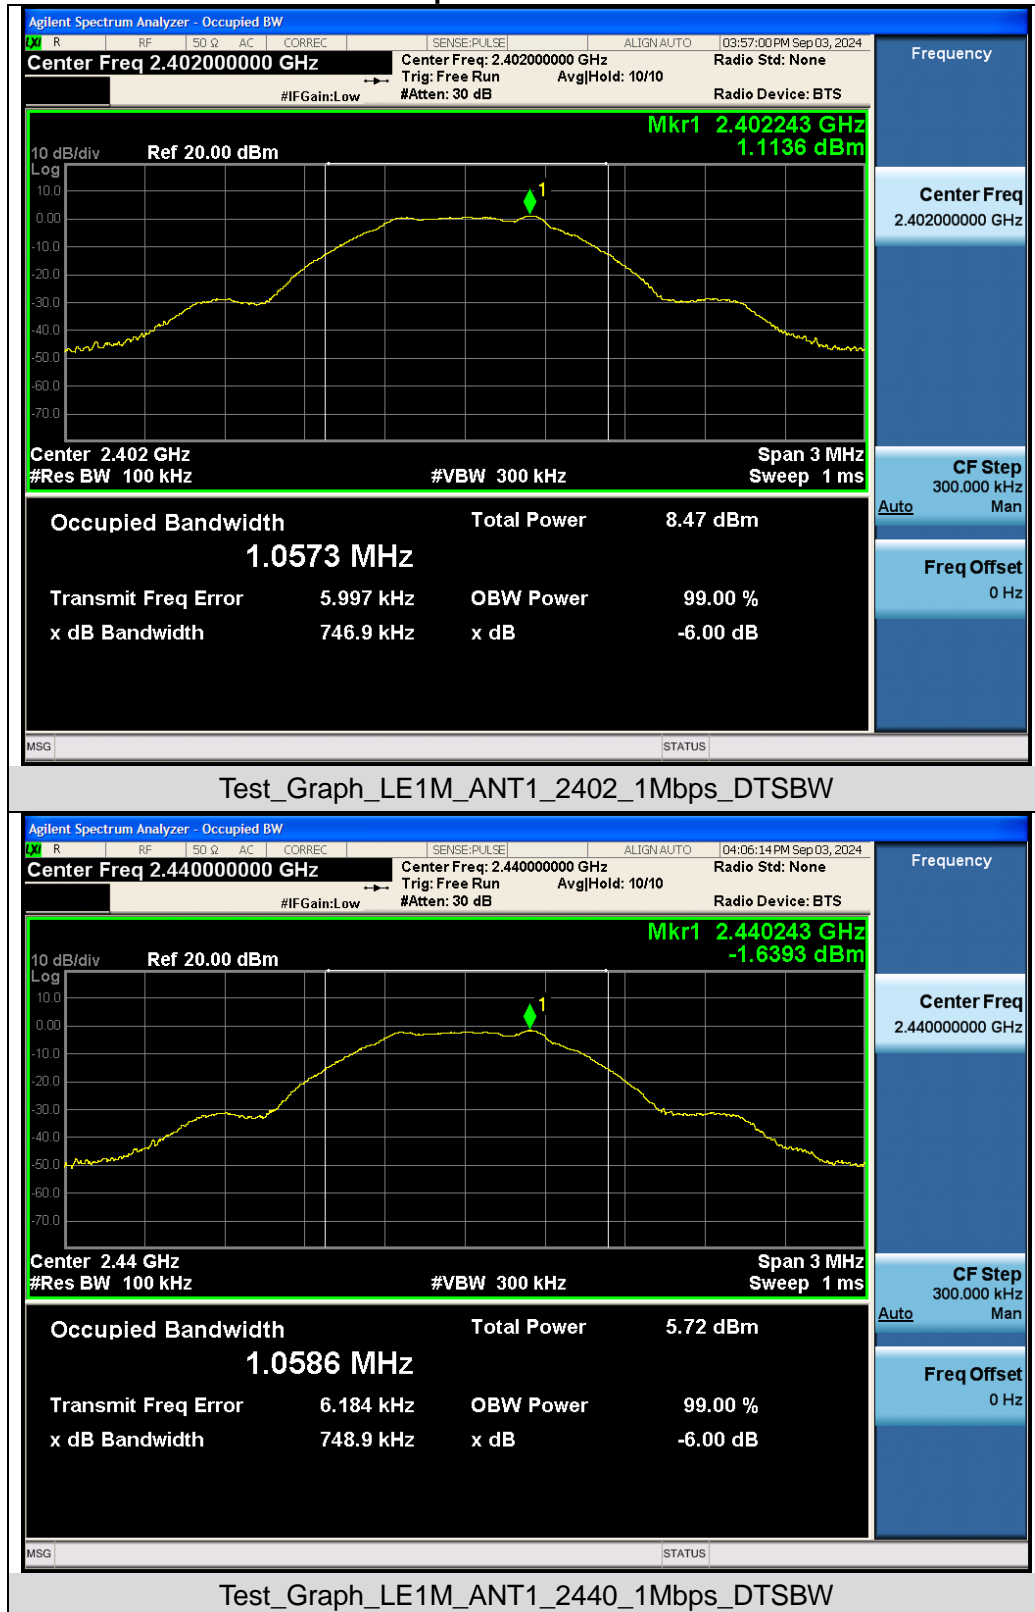 Agilent Spectrum Analyzer - Occupied BW
LXI R RF 50 Ω AC CORREC SENSE:PULSE ALIGN AUTO 03:57:00 PM Sep 03, 2024
Center Freq 2.402000000 GHz Center Freq: 2.402000000 GHz Radio Std: None
Trig: Free Run Avg|Hold: 10/10
#IFGain:Low #Atten: 30 dB Radio Device: BTS
Frequency
Mkr1 2.402243 GHz
1.1136 dBm
10 dB/div Ref 20.00 dBm
Log
10.0
0.00
-10.0
-20.0
-30.0
-40.0
-50.0
-60.0
-70.0
1
Center 2.402 GHz Span 3 MHz
#Res BW 100 kHz #VBW 300 kHz Sweep 1 ms
Center Freq
2.402000000 GHz
CF Step
300.000 kHz
Auto Man
Freq Offset
0 Hz
Occupied Bandwidth Total Power 8.47 dBm
1.0573 MHz
Transmit Freq Error 5.997 kHz OBW Power 99.00 %
x dB Bandwidth 746.9 kHz x dB -6.00 dB
MSG STATUS
Test_Graph_LE1M_ANT1_2402_1Mbps_DTSBW
Agilent Spectrum Analyzer - Occupied BW
LXI R RF 50 Ω AC CORREC SENSE:PULSE ALIGN AUTO 04:06:14 PM Sep 03, 2024
Center Freq 2.440000000 GHz Center Freq: 2.440000000 GHz Radio Std: None
Trig: Free Run Avg|Hold: 10/10
#IFGain:Low #Atten: 30 dB Radio Device: BTS
Frequency
Mkr1 2.440243 GHz
-1.6393 dBm
10 dB/div Ref 20.00 dBm
Log
10.0
0.00
-10.0
-20.0
-30.0
-40.0
-50.0
-60.0
-70.0
1
Center 2.44 GHz Span 3 MHz
#Res BW 100 kHz #VBW 300 kHz Sweep 1 ms
Center Freq
2.440000000 GHz
CF Step
300.000 kHz
Auto Man
Freq Offset
0 Hz
Occupied Bandwidth Total Power 5.72 dBm
1.0586 MHz
Transmit Freq Error 6.184 kHz OBW Power 99.00 %
x dB Bandwidth 748.9 kHz x dB -6.00 dB
MSG STATUS
Test_Graph_LE1M_ANT1_2440_1Mbps_DTSBW